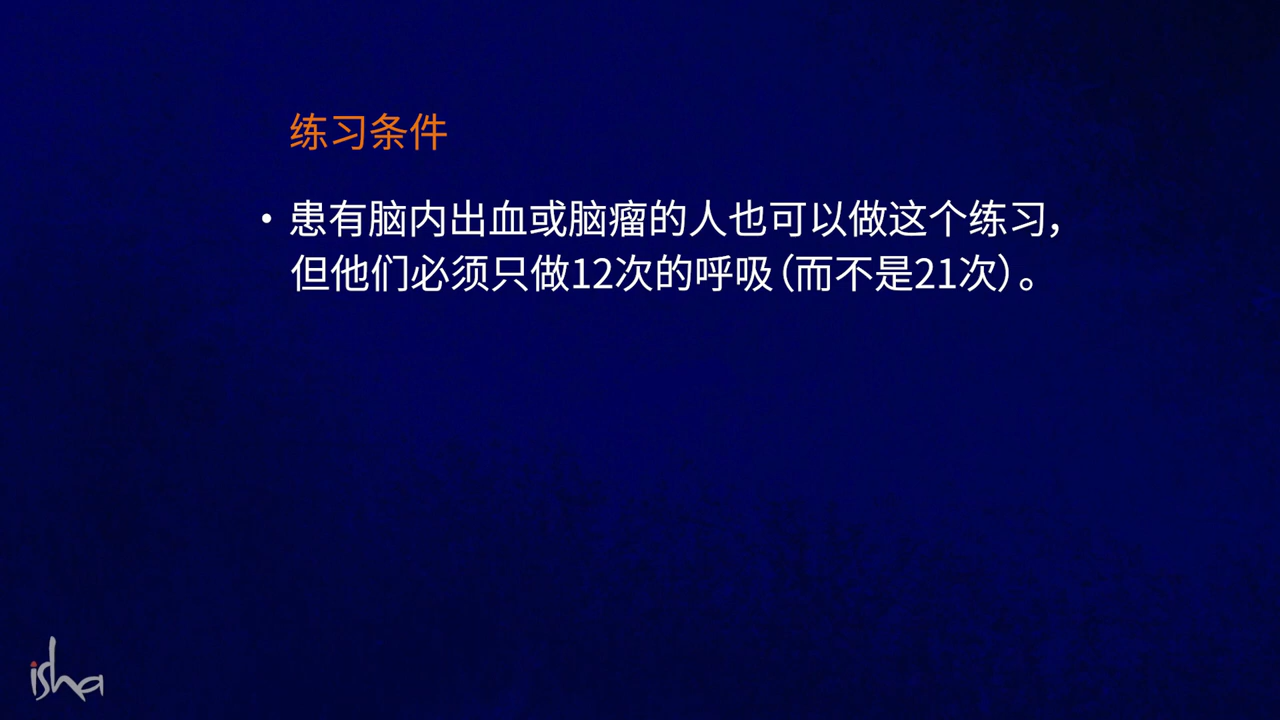 练习条件
• 患有脑内出血或脑瘤的人也可以做这个练习，
但他们必须只做12次的呼吸（而不是21次）。
isha